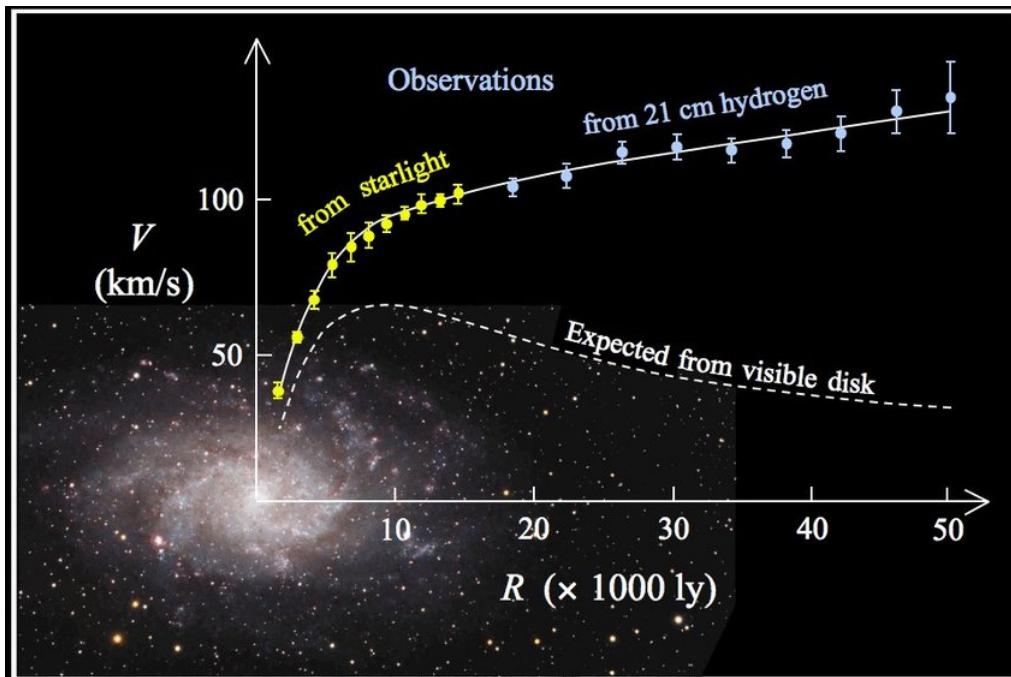 Observations
from 21 cm hydrogen
from starlight
100
V
(km/s)
50
Expected from visible disk
10 20 30 40 50
R (× 1000 ly)